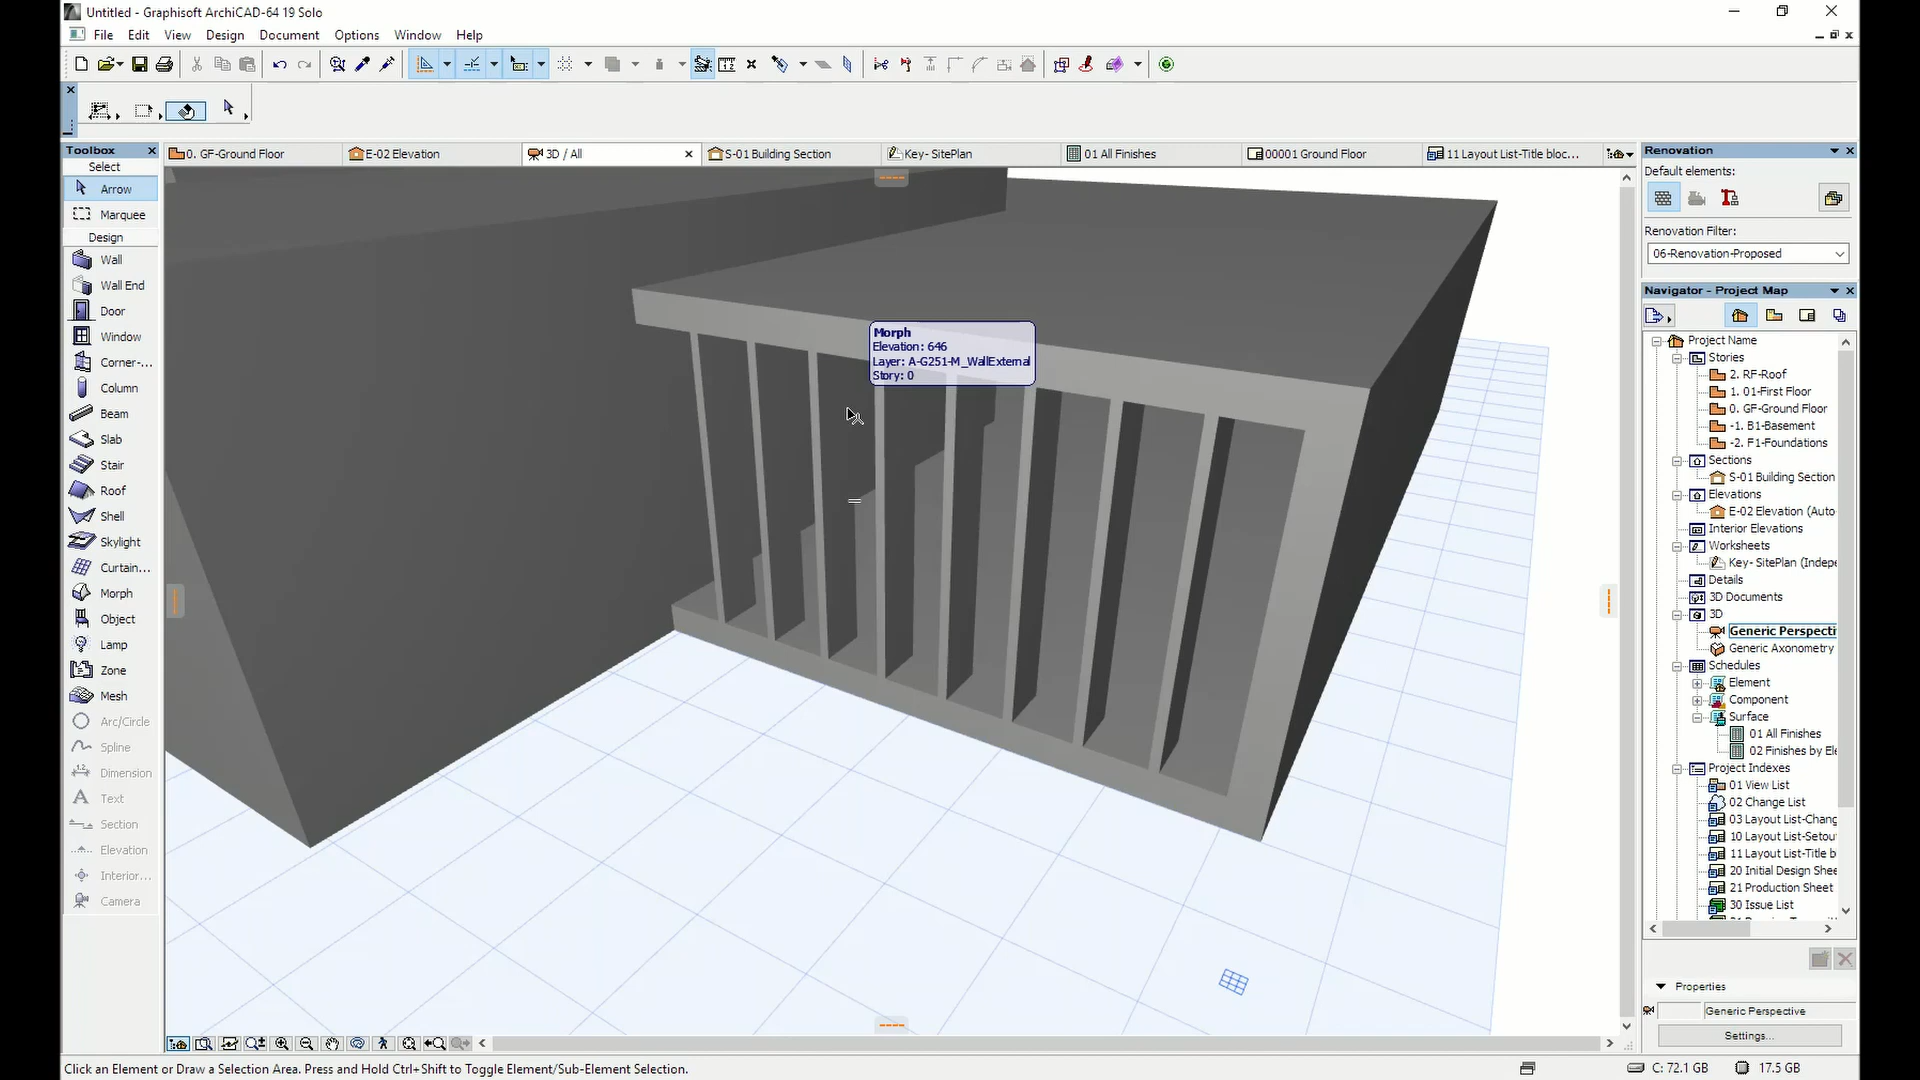 Untitled - Graphisoft ArchiCAD-64 19 Solo
File Edit View Design Document Options Window Help
Toolbox
Select
Arrow
Marquee
Design
Wall
Wall End
Door
Window
Corner-...
Column
Beam
Slab
Stair
Roof
Shell
Skylight
Curtain...
Morph
Object
Lamp
Zone
Mesh
Arc/Circle
Spline
Dimension
Text
Section
Elevation
Interior...
Camera
0. GF-Ground Floor
E-02 Elevation
3D / All
S-01 Building Section
Key- SitePlan
01 All Finishes
00001 Ground Floor
11 Layout List-Title bloc...
Morph
Elevation: 646
Layer: A-G251-M_WallExternal
Story: 0
Renovation
Default elements:
Renovation Filter:
06-Renovation-Proposed
Navigator - Project Map
Project Name
Stories
2. RF-Roof
1. 01-First Floor
0. GF-Ground Floor
-1. B1-Basement
-2. F1-Foundations
Sections
S-01 Building Section
Elevations
E-02 Elevation (Auto
Interior Elevations
Worksheets
Key- SitePlan (Indepe
Details
3D Documents
3D
Generic Perspecti
Generic Axonometry
Schedules
Element
Component
Surface
01 All Finishes
02 Finishes by Ele
Project Indexes
01 View List
02 Change List
03 Layout List-Chang
10 Layout List-Setou
11 Layout List-Title b
20 Initial Design Shee
21 Production Sheet
30 Issue List
Properties
Generic Perspective
Settings...
Click an Element or Draw a Selection Area. Press and Hold Ctrl+Shift to Toggle Element/Sub-Element Selection.
C: 72.1 GB
17.5 GB